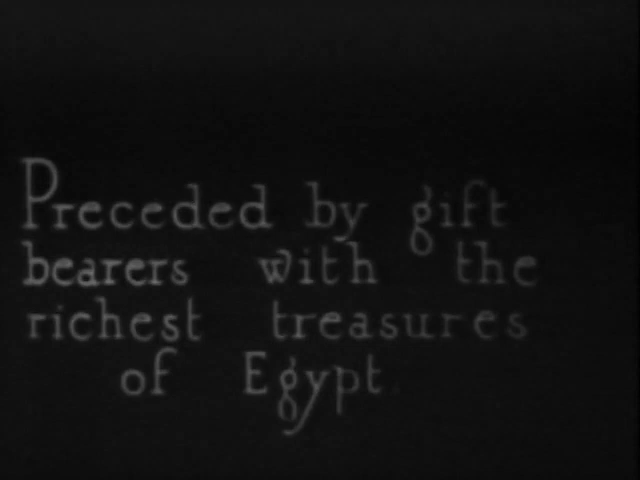 Preceded by gift
bearers with the
richest treasures
of Egypt.